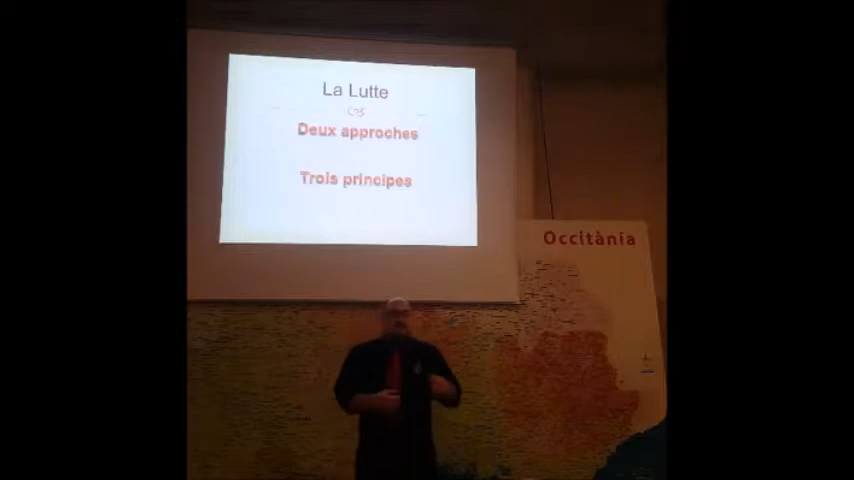 La Lutte
Deux approches
Trois principes
Occitània